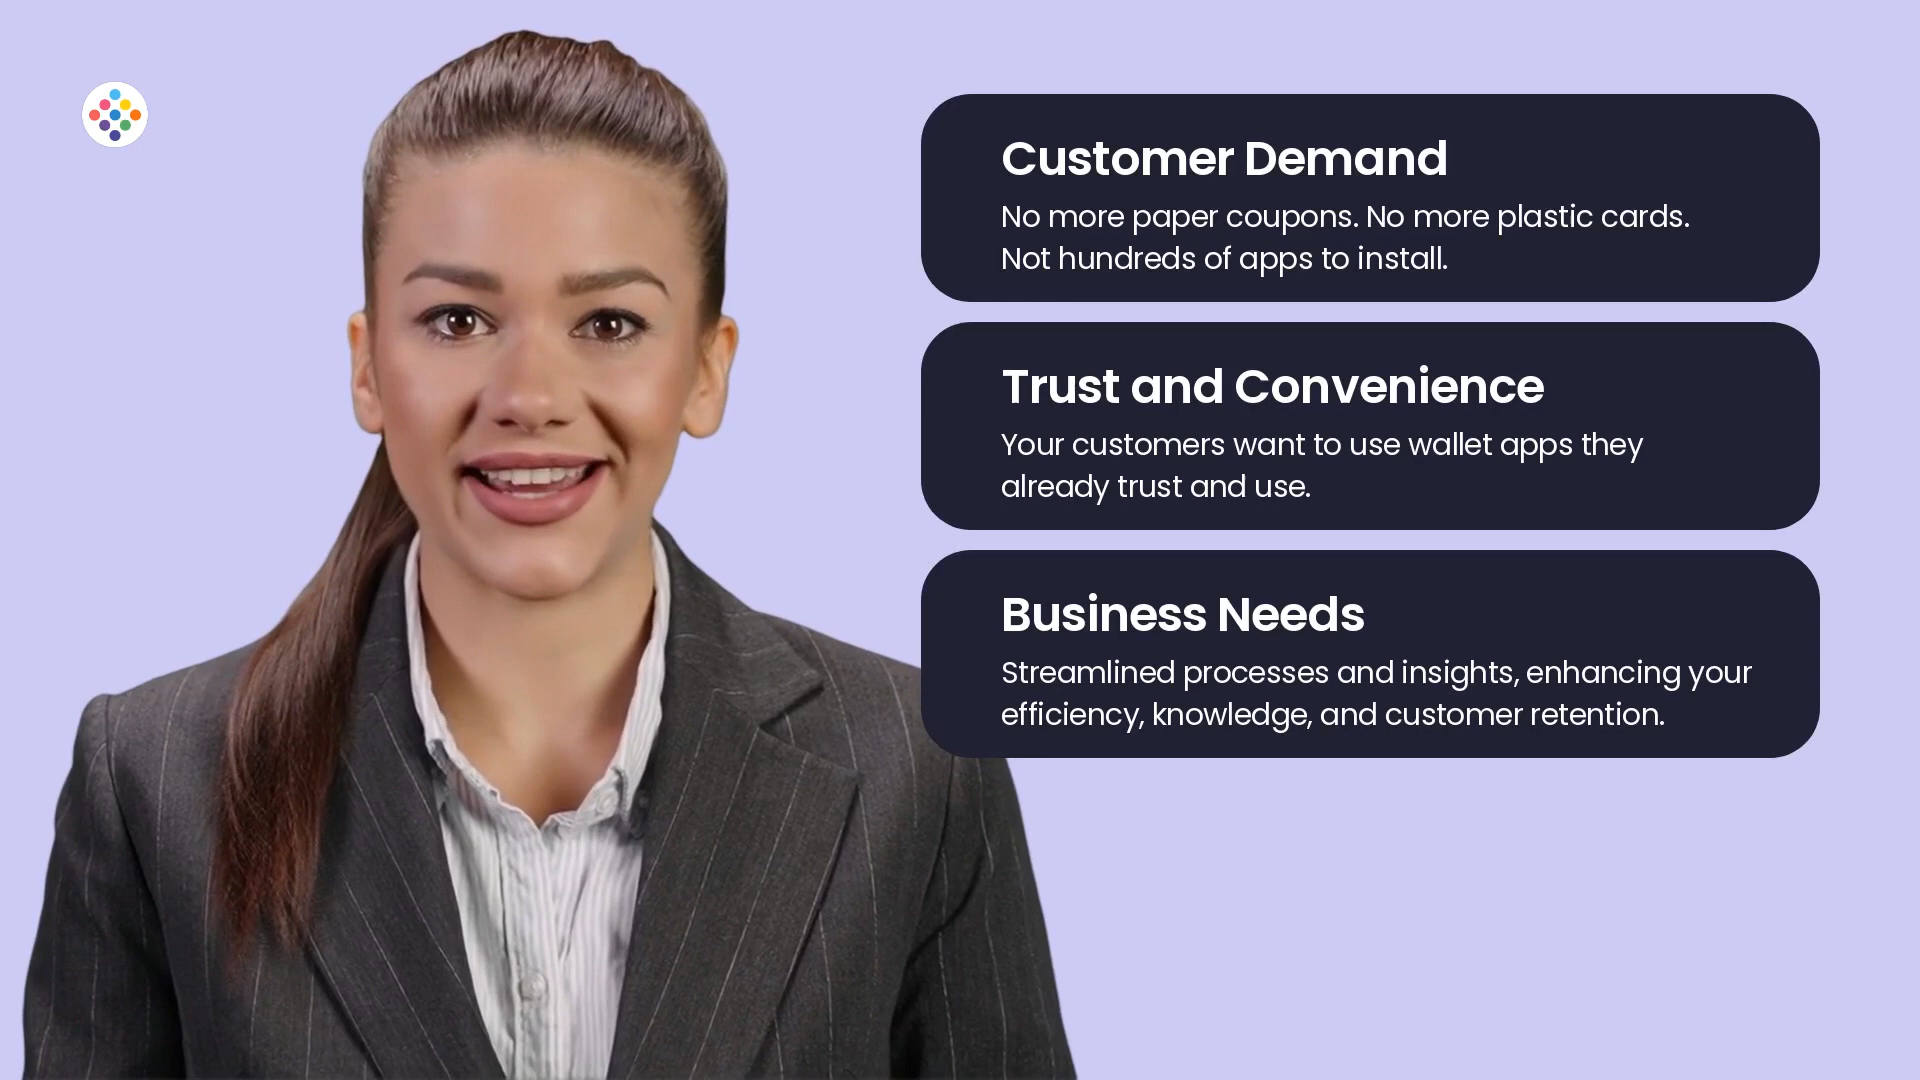 Customer Demand
No more paper coupons. No more plastic cards.
Not hundreds of apps to install.
Trust and Convenience
Your customers want to use wallet apps they
already trust and use.
Business Needs
Streamlined processes and insights, enhancing your
efficiency, knowledge, and customer retention.